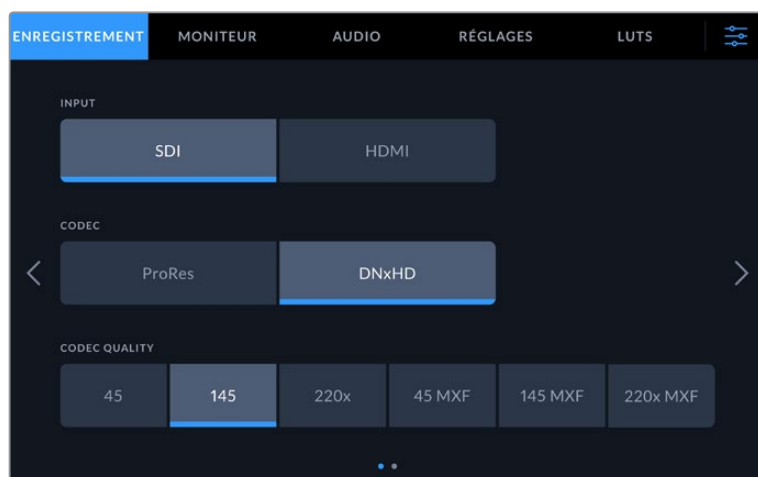 ENREGISTREMENT MONITEUR AUDIO RÉGLAGES LUTS
INPUT
SDI HDMI
CODEC
ProRes DNxHD
CODEC QUALITY
45 145 220x 45 MXF 145 MXF 220x MXF